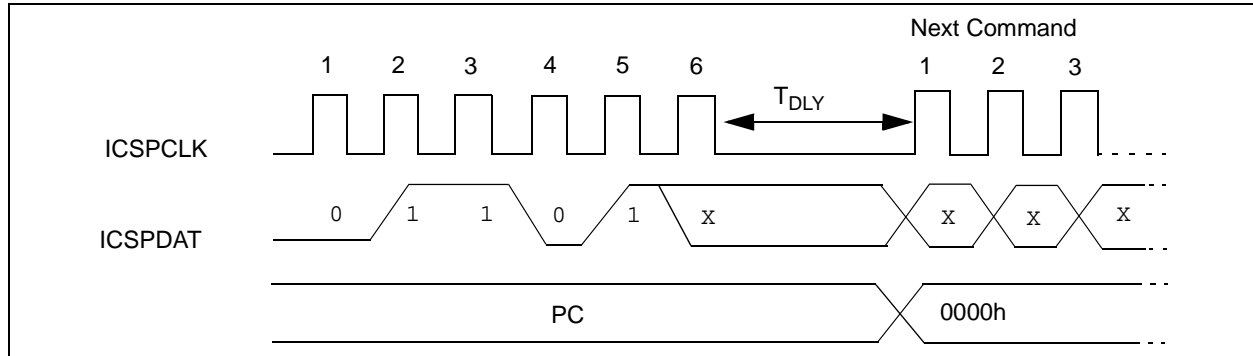 Next Command
1 2 3 4 5 6 1 2 3
T_DLY
ICSPCLK
0 1 1 0 1 X X X X
ICSPDAT
PC 0000h